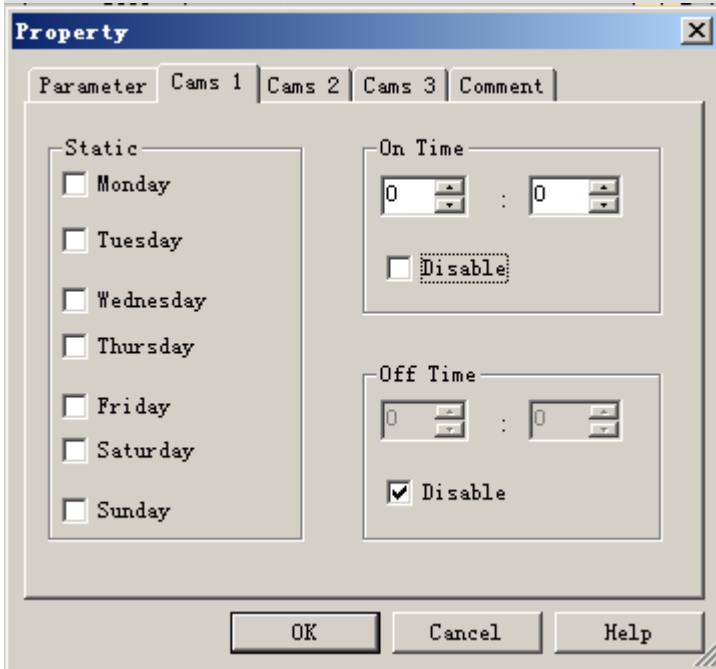 Property
Parameter Cams 1 Cams 2 Cams 3 Comment
Static
Monday
Tuesday
Wednesday
Thursday
Friday
Saturday
Sunday
On Time
0 : 0
Disable
Off Time
0 : 0
Disable
OK Cancel Help